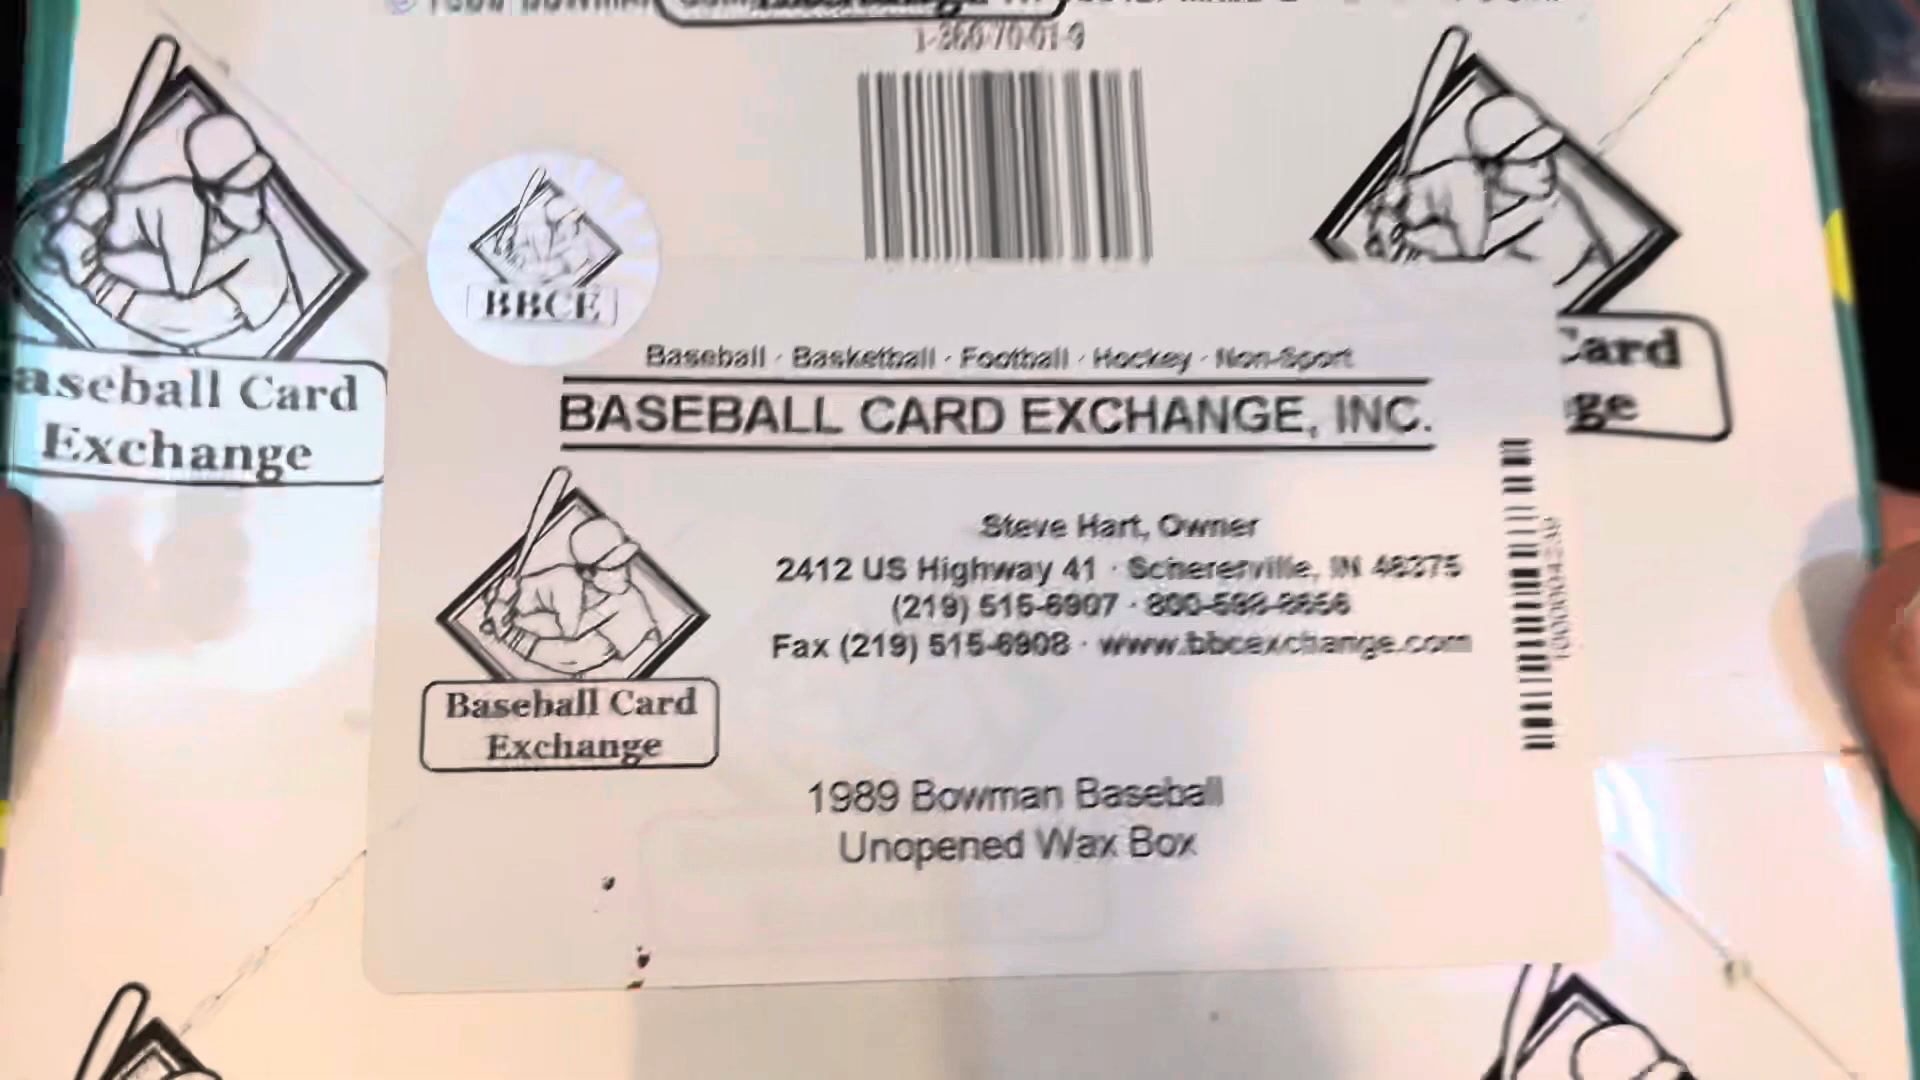 1-360-70-01-9
BBCE
aseball Card
Exchange
Card
ge
Baseball · Basketball · Football · Hockey · Non-Sport
BASEBALL CARD EXCHANGE, INC.
Steve Hart, Owner
2412 US Highway 41 · Schererville, IN 46375
(219) 515-6907 ·
Fax (219) 515-6908 · www.bbcexchange.com
Baseball Card
Exchange
1989 Bowman Baseball
Unopened Wax Box